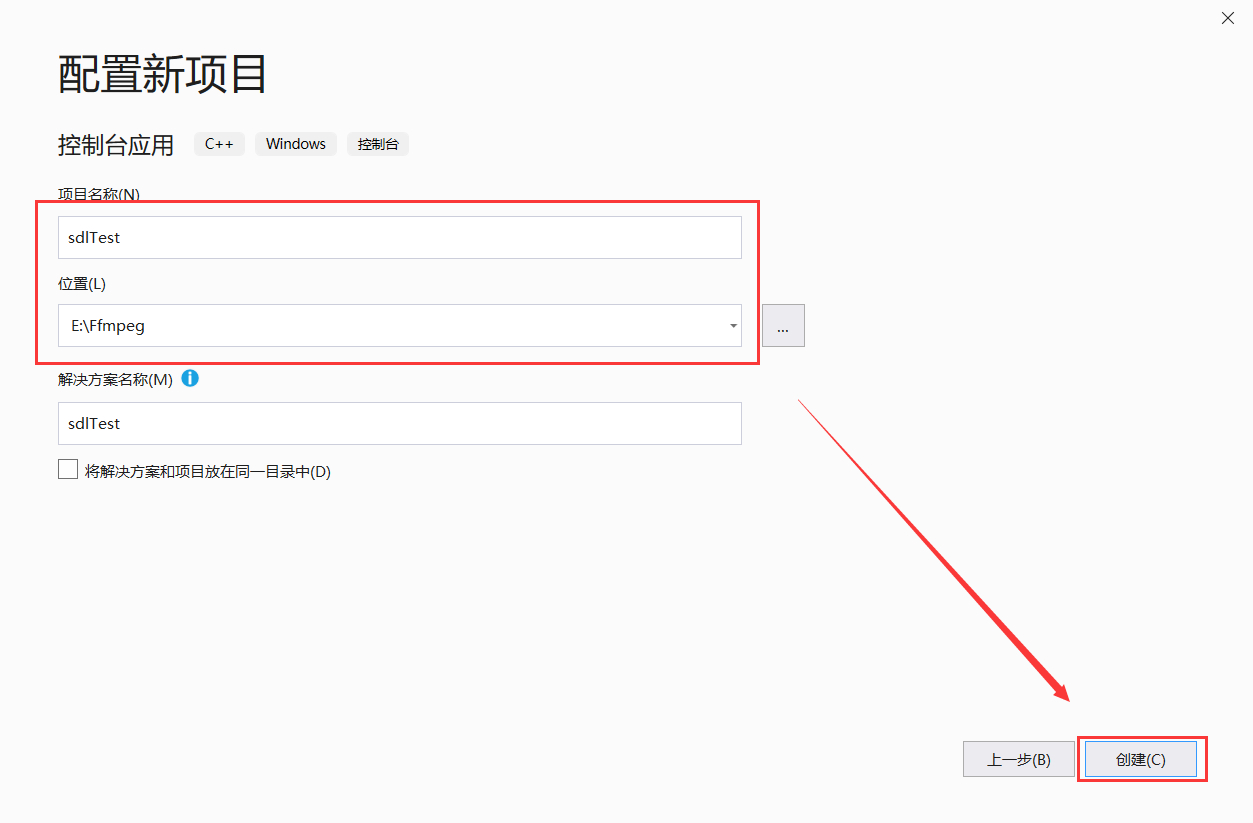 配置新项目
控制台应用 C++ Windows 控制台
项目名称(N)
sdlTest
位置(L)
E:\Ffmpeg ...
解决方案名称(M)
sdlTest
将解决方案和项目放在同一目录中(D)
上一步(B) 创建(C)